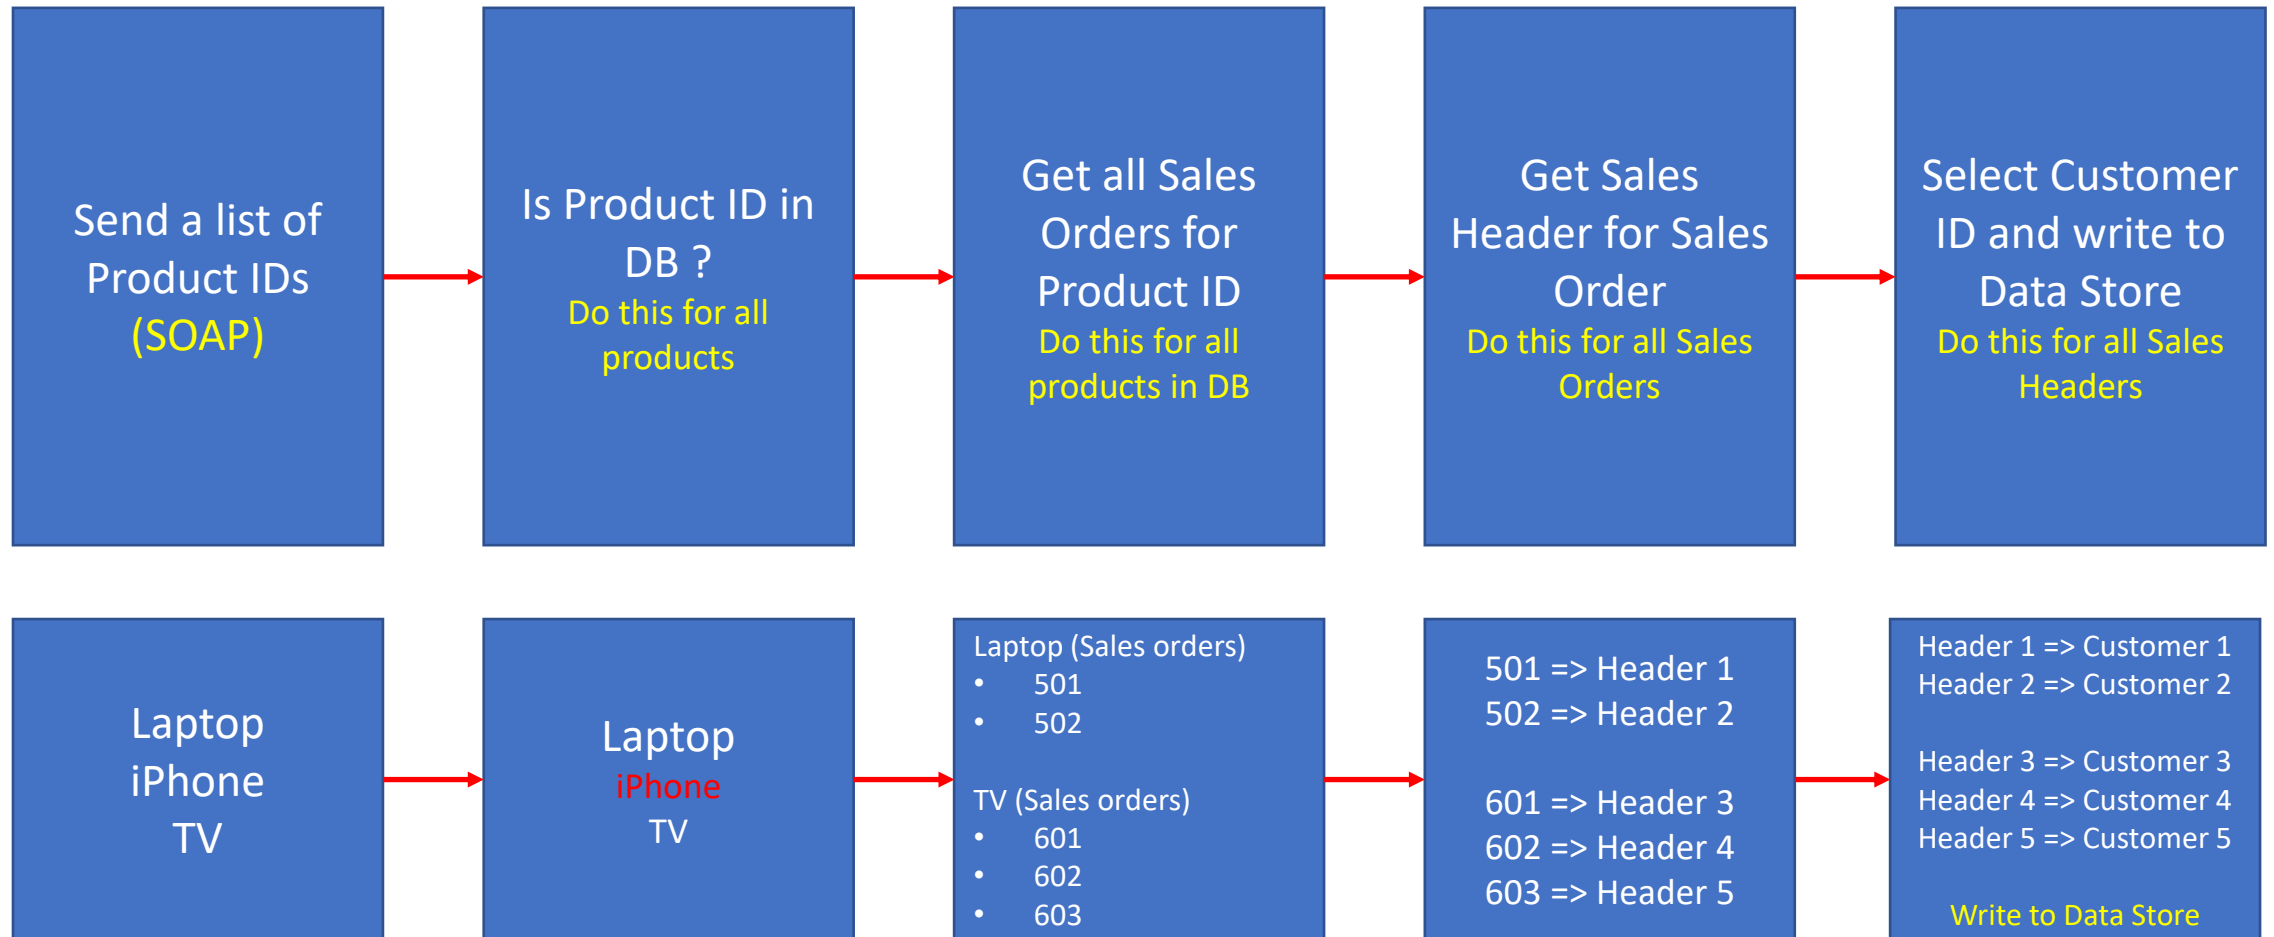 Send a list of
Product IDs
(SOAP)
Is Product ID in
DB ?
Do this for all
products
Get all Sales
Orders for
Product ID
Do this for all
products in DB
Get Sales
Header for Sales
Order
Do this for all Sales
Orders
Select Customer
ID and write to
Data Store
Do this for all Sales
Headers
Laptop
iPhone
TV
Laptop
iPhone
TV
Laptop (Sales orders)
• 501
• 502
TV (Sales orders)
• 601
• 602
• 603
501 => Header 1
502 => Header 2
601 => Header 3
602 => Header 4
603 => Header 5
Header 1 => Customer 1
Header 2 => Customer 2
Header 3 => Customer 3
Header 4 => Customer 4
Header 5 => Customer 5
Write to Data Store